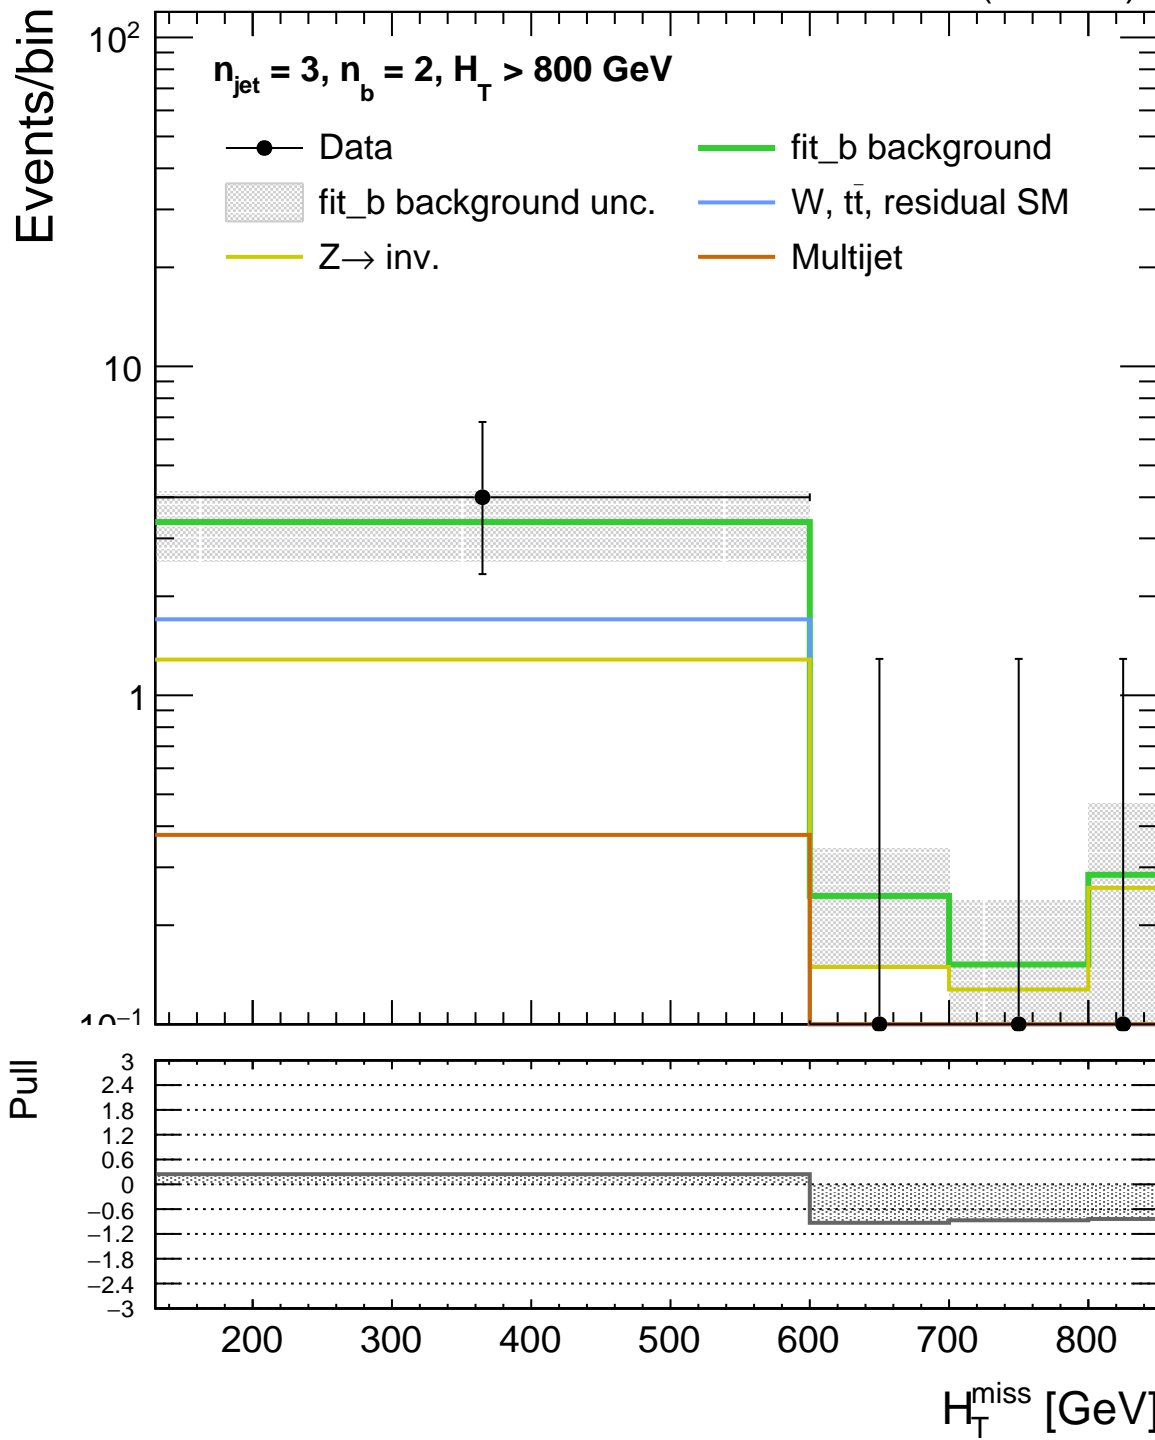 Events/bin
10²
10
1
10⁻¹
n_jet = 3, n_b = 2, H_T > 800 GeV
Data
fit_b background
fit_b background unc.
W, tt̄, residual SM
Z→ inv.
Multijet
Pull
3
2.4
1.8
1.2
0.6
0
−0.6
−1.2
−1.8
−2.4
−3
200 300 400 500 600 700 800
H_T^miss [GeV]